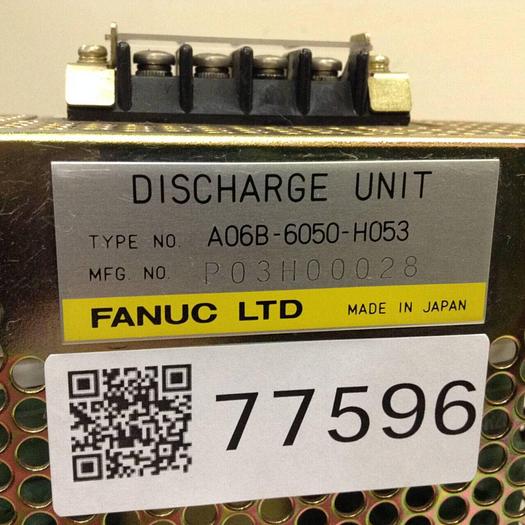 DISCHARGE UNIT
TYPE NO. A06B-6050-H053
MFG. NO. P03H00028
FANUC LTD MADE IN JAPAN
77596